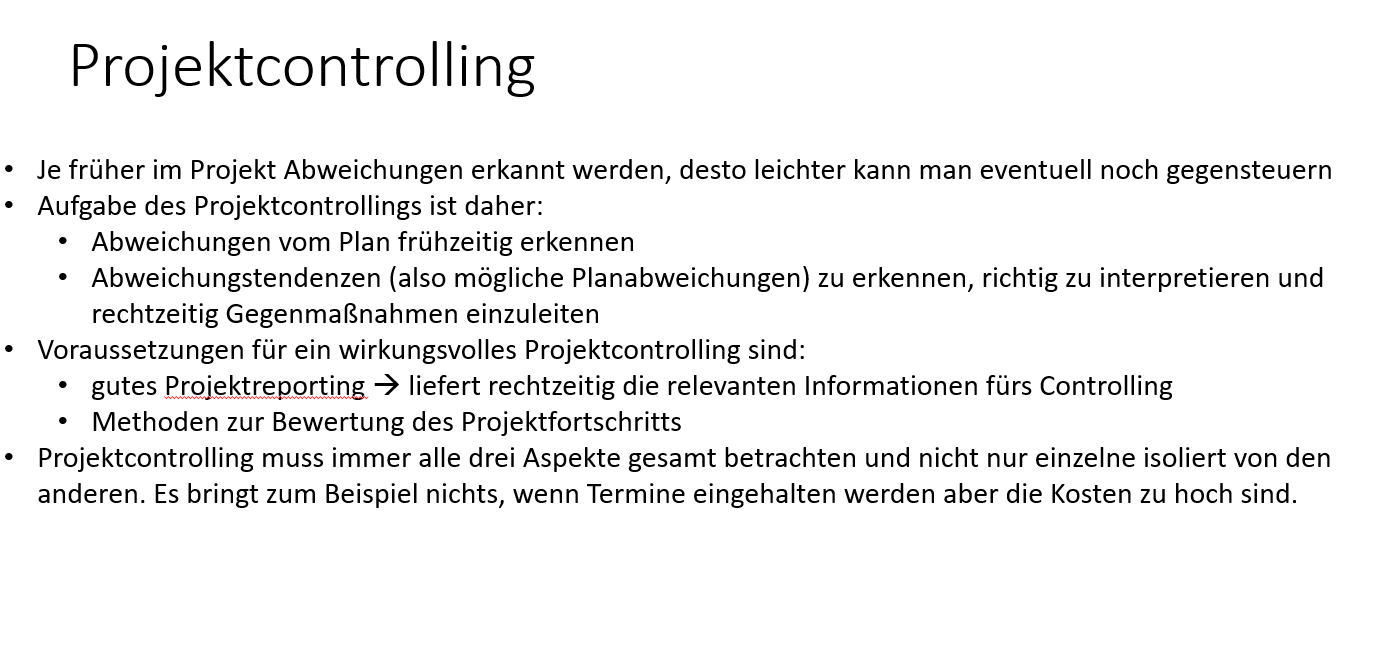 Projektcontrolling
• Je früher im Projekt Abweichungen erkannt werden, desto leichter kann man eventuell noch gegensteuern
• Aufgabe des Projektcontrollings ist daher:
• Abweichungen vom Plan frühzeitig erkennen
• Abweichungstendenzen (also mögliche Planabweichungen) zu erkennen, richtig zu interpretieren und
rechtzeitig Gegenmaßnahmen einzuleiten
• Voraussetzungen für ein wirkungsvolles Projektcontrolling sind:
• gutes Projektreporting → liefert rechtzeitig die relevanten Informationen fürs Controlling
• Methoden zur Bewertung des Projektfortschritts
• Projektcontrolling muss immer alle drei Aspekte gesamt betrachten und nicht nur einzelne isoliert von den
anderen. Es bringt zum Beispiel nichts, wenn Termine eingehalten werden aber die Kosten zu hoch sind.